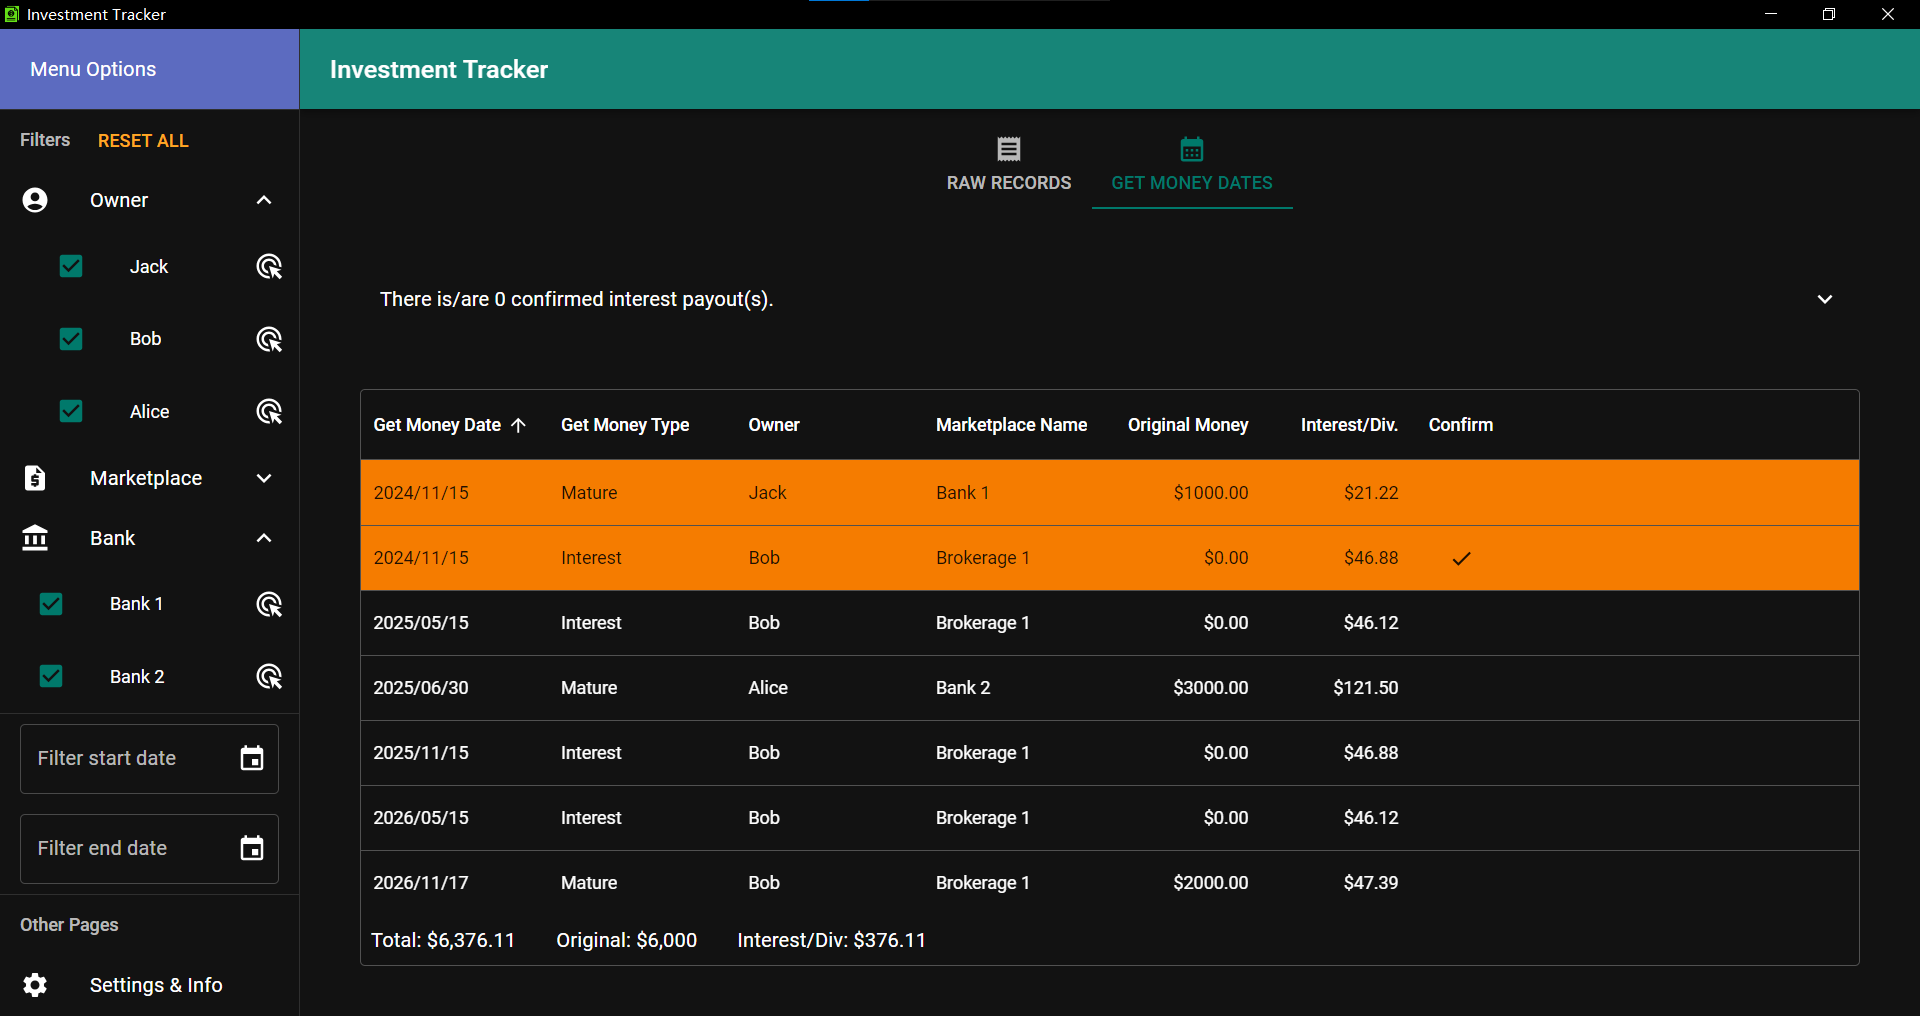 Investment Tracker
Menu Options
Investment Tracker
Filters RESET ALL
Owner
Jack
Bob
Alice
Marketplace
Bank
Bank 1
Bank 2
Filter start date
Filter end date
Other Pages
Settings & Info
RAW RECORDS GET MONEY DATES
There is/are 0 confirmed interest payout(s).
Get Money Date Get Money Type Owner Marketplace Name Original Money Interest/Div. Confirm
2024/11/15 Mature Jack Bank 1 $1000.00 $21.22
2024/11/15 Interest Bob Brokerage 1 $0.00 $46.88
2025/05/15 Interest Bob Brokerage 1 $0.00 $46.12
2025/06/30 Mature Alice Bank 2 $3000.00 $121.50
2025/11/15 Interest Bob Brokerage 1 $0.00 $46.88
2026/05/15 Interest Bob Brokerage 1 $0.00 $46.12
2026/11/17 Mature Bob Brokerage 1 $2000.00 $47.39
Total: $6,376.11 Original: $6,000 Interest/Div: $376.11